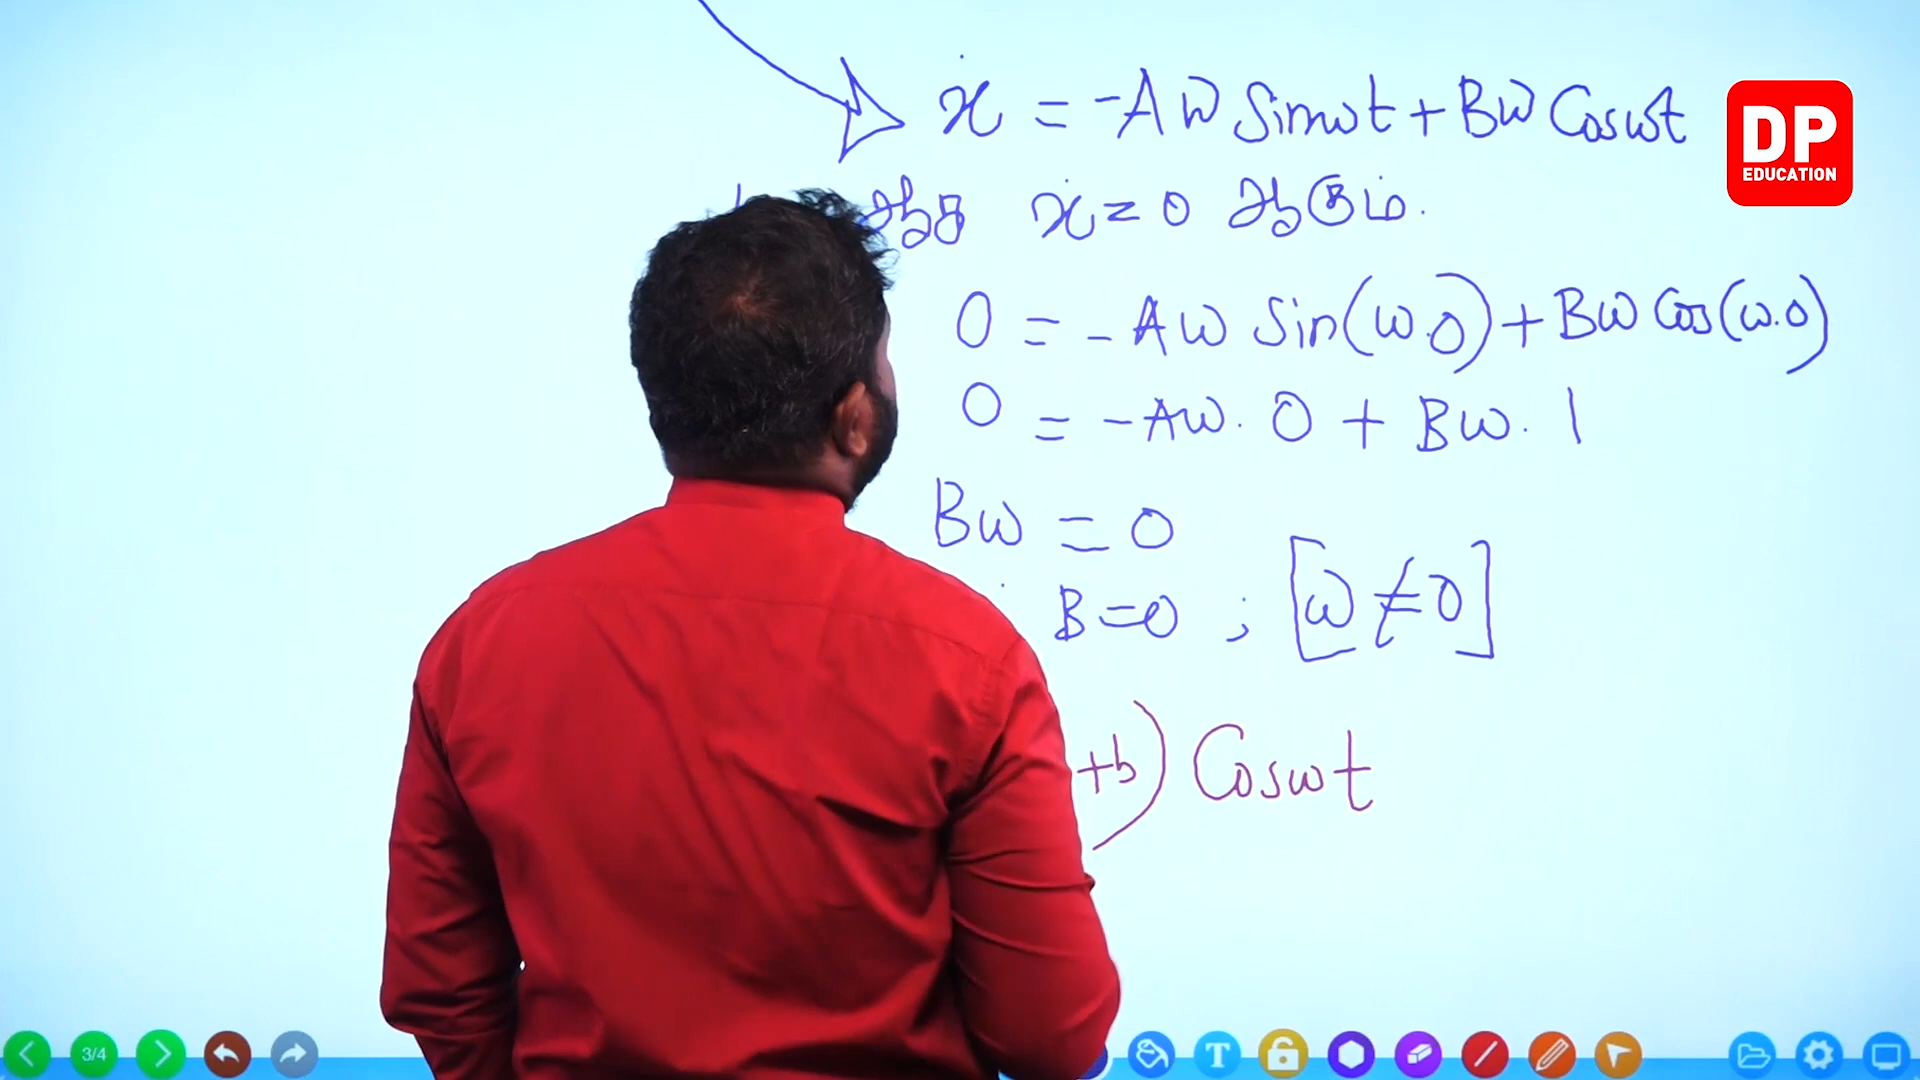 ẋ = -Aω Sinωt + Bω Cosωt
ẋ = 0 ஆகும்.
0 = -Aω Sin(ω.0) + Bω Cos(ω.0)
0 = -Aω. 0 + Bω. 1
Bω = 0
B = 0 ; [ω ≠ 0]
+b) Cosωt
DP
EDUCATION
3/4
T